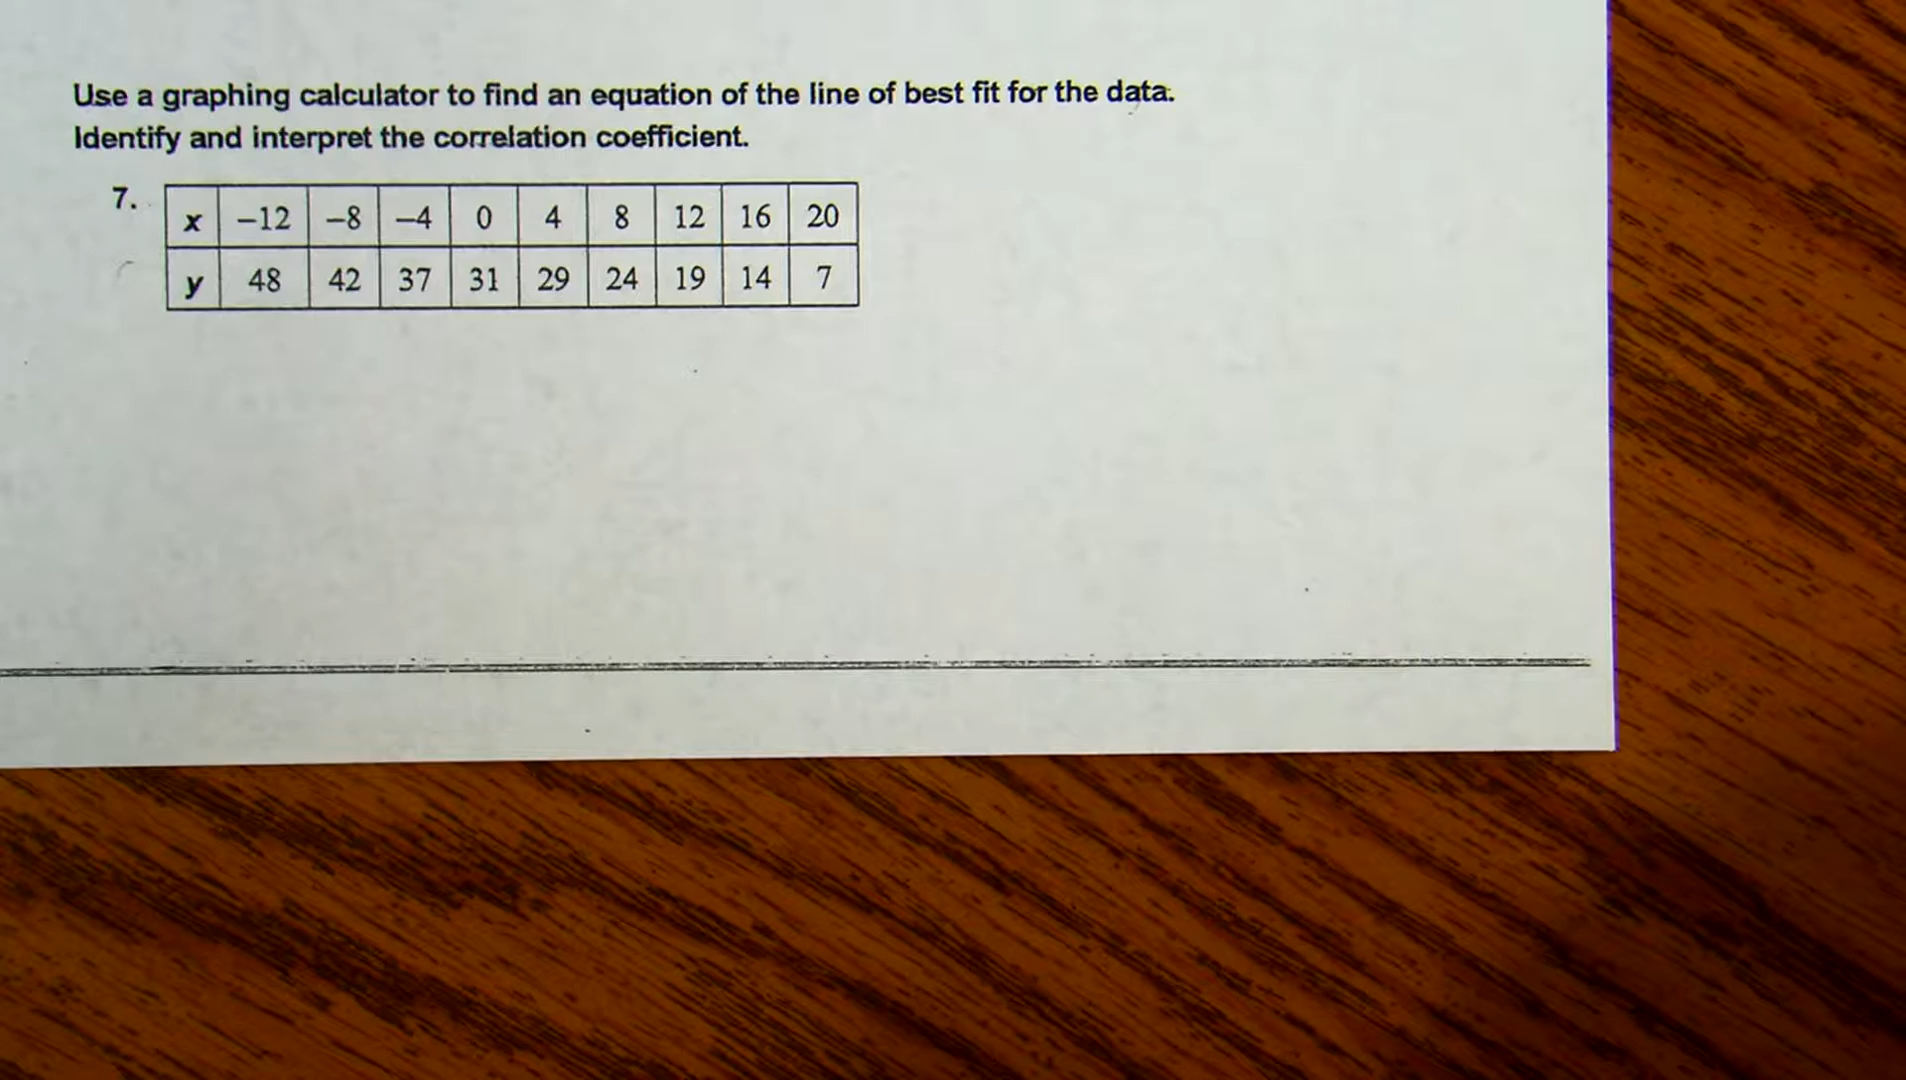 Use a graphing calculator to find an equation of the line of best fit for the data.
Identify and interpret the correlation coefficient.
7.
x −12 −8 −4 0 4 8 12 16 20
y 48 42 37 31 29 24 19 14 7